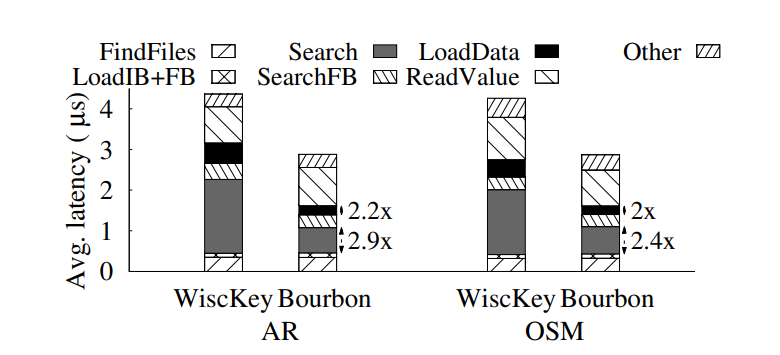 FindFiles Search LoadData Other
LoadIB+FB SearchFB ReadValue
Avg. latency ( μs)
4
3
2
1
0
2.2x
2.9x
2x
2.4x
WiscKey Bourbon WiscKey Bourbon
AR OSM